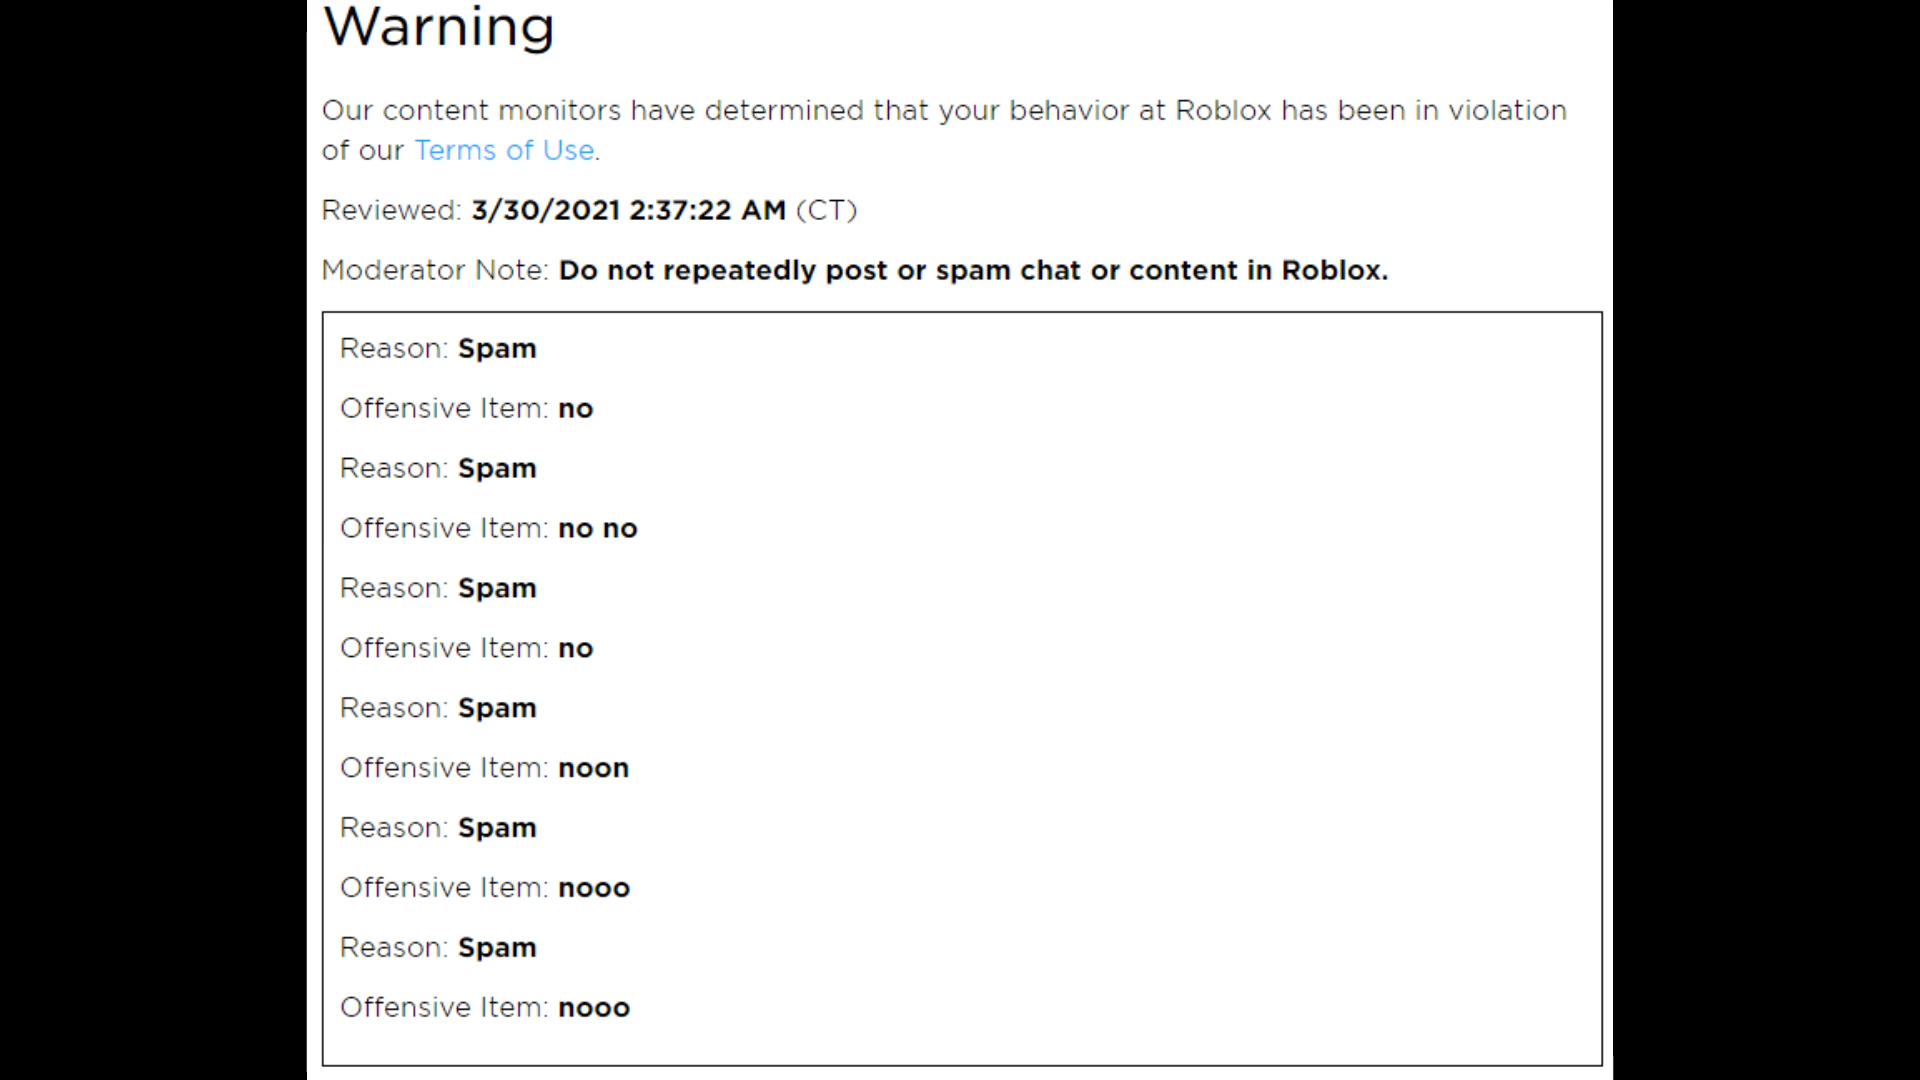 Warning
Our content monitors have determined that your behavior at Roblox has been in violation
of our Terms of Use.
Reviewed: 3/30/2021 2:37:22 AM (CT)
Moderator Note: Do not repeatedly post or spam chat or content in Roblox.
Reason: Spam
Offensive Item: no
Reason: Spam
Offensive Item: no no
Reason: Spam
Offensive Item: no
Reason: Spam
Offensive Item: noon
Reason: Spam
Offensive Item: nooo
Reason: Spam
Offensive Item: nooo